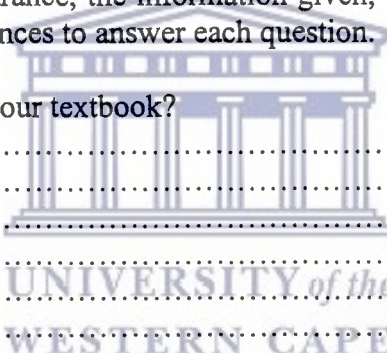 rance, the information given,
nces to answer each question.
our textbook?
UNIVERSITY of the
WESTERN CAPE